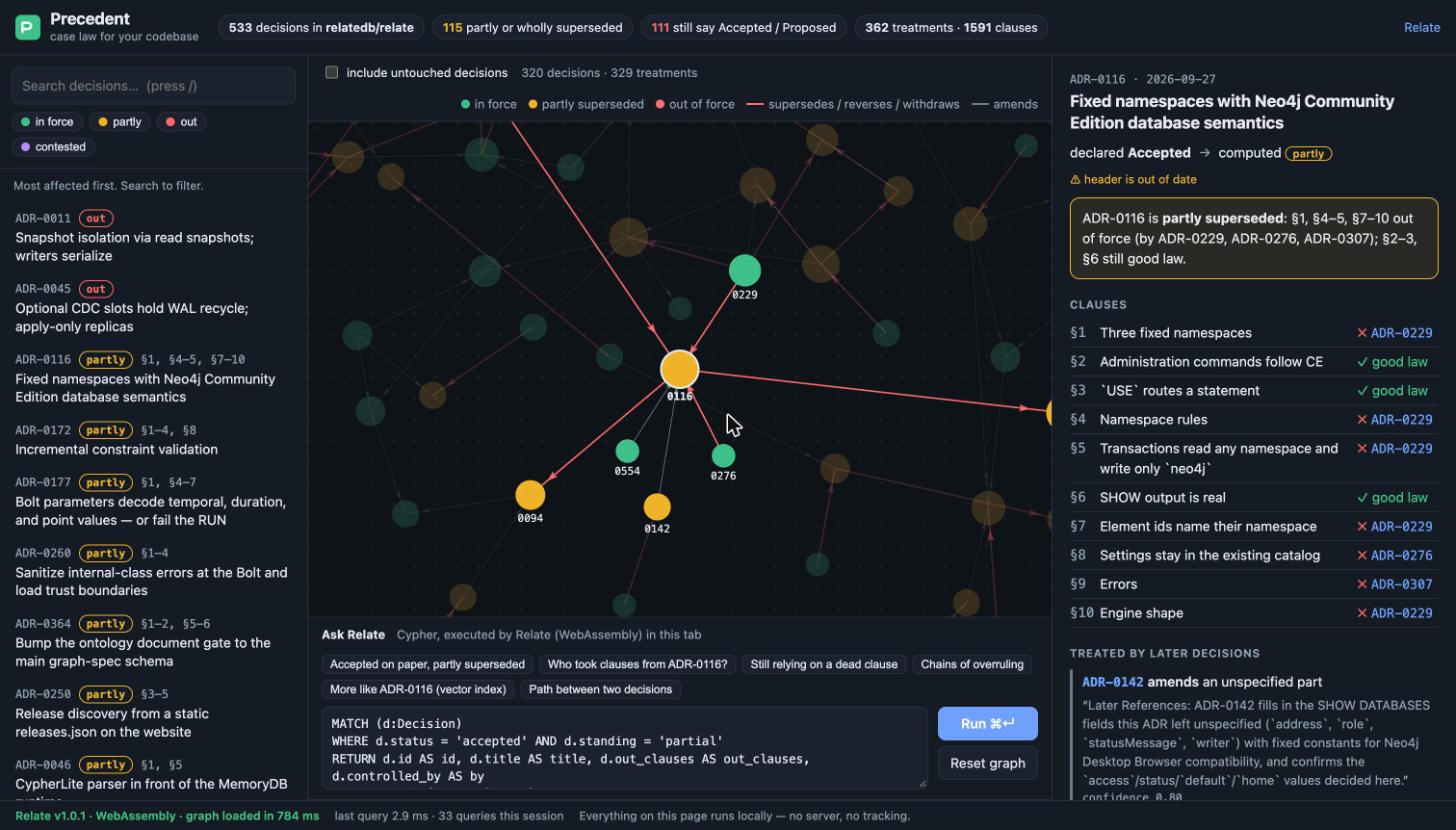 Precedent
case law for your codebase
533 decisions in relatedb/relate
115 partly or wholly superseded
111 still say Accepted / Proposed
362 treatments · 1591 clauses
Relate
Search decisions... (press /)
in force
partly
out
contested
Most affected first. Search to filter.
ADR-0011 out
Snapshot isolation via read snapshots;
writers serialize
ADR-0045 out
Optional CDC slots hold WAL recycle;
apply-only replicas
ADR-0116 partly §1, §4–5, §7–10
Fixed namespaces with Neo4j Community
Edition database semantics
ADR-0172 partly §1–4, §8
Incremental constraint validation
ADR-0177 partly §1, §4–7
Bolt parameters decode temporal, duration,
and point values — or fail the RUN
ADR-0260 partly §1–4
Sanitize internal-class errors at the Bolt and
load trust boundaries
ADR-0364 partly §1–2, §5–6
Bump the ontology document gate to the
main graph-spec schema
ADR-0250 partly §3–5
Release discovery from a static
releases.json on the website
ADR-0046 partly §1, §5
CypherLite parser in front of the MemoryDB
runtime
include untouched decisions 320 decisions · 329 treatments
in force
partly superseded
out of force
supersedes / reverses / withdraws
amends
0229
0116
0554
0276
0094
0142
Ask Relate Cypher, executed by Relate (WebAssembly) in this tab
Accepted on paper, partly superseded
Who took clauses from ADR-0116?
Still relying on a dead clause
Chains of overruling
More like ADR-0116 (vector index)
Path between two decisions
MATCH (d:Decision)
WHERE d.status = 'accepted' AND d.standing = 'partial'
RETURN d.id AS id, d.title AS title, d.out_clauses AS out_clauses,
d.controlled_by AS by
Run ⌘↵
Reset graph
ADR-0116 · 2026-09-27
Fixed namespaces with Neo4j Community
Edition database semantics
declared Accepted → computed partly
⚠ header is out of date
ADR-0116 is partly superseded: §1, §4–5, §7–10 out
of force (by ADR-0229, ADR-0276, ADR-0307); §2–3,
§6 still good law.
CLAUSES
§1 Three fixed namespaces ✕ ADR-0229
§2 Administration commands follow CE ✓ good law
§3 `USE` routes a statement ✓ good law
§4 Namespace rules ✕ ADR-0229
§5 Transactions read any namespace and ✕ ADR-0229
write only `neo4j`
§6 SHOW output is real ✓ good law
§7 Element ids name their namespace ✕ ADR-0229
§8 Settings stay in the existing catalog ✕ ADR-0276
§9 Errors ✕ ADR-0307
§10 Engine shape ✕ ADR-0229
TREATED BY LATER DECISIONS
ADR-0142 amends an unspecified part
“Later References: ADR-0142 fills in the SHOW DATABASES
fields this ADR left unspecified (`address`, `role`,
`statusMessage`, `writer`) with fixed constants for Neo4j
Desktop Browser compatibility, and confirms the
`access`/status/`default`/`home` values decided here.”
confidence 0.80
Relate v1.0.1 · WebAssembly · graph loaded in 784 ms last query 2.9 ms · 33 queries this session Everything on this page runs locally — no server, no tracking.